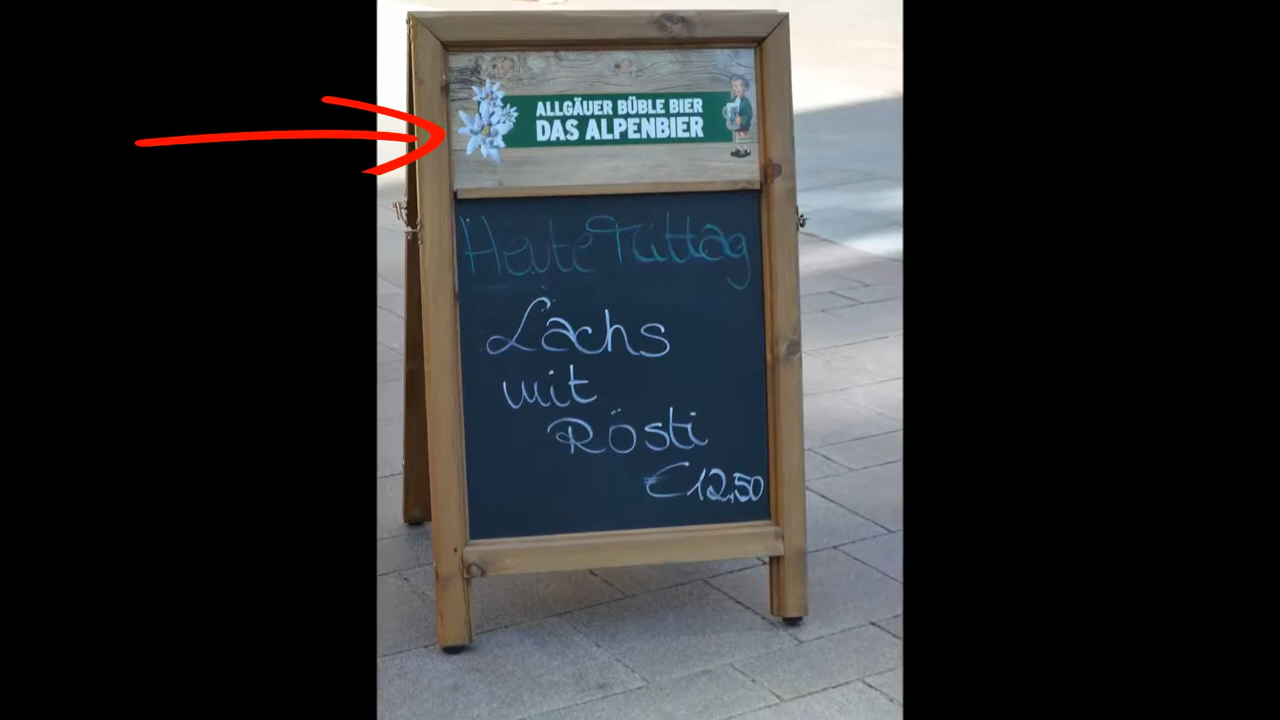 ALLGÄUER BÜBLE BIER
DAS ALPENBIER
Heute Mittag
Lachs
mit
Rösti
€12,50